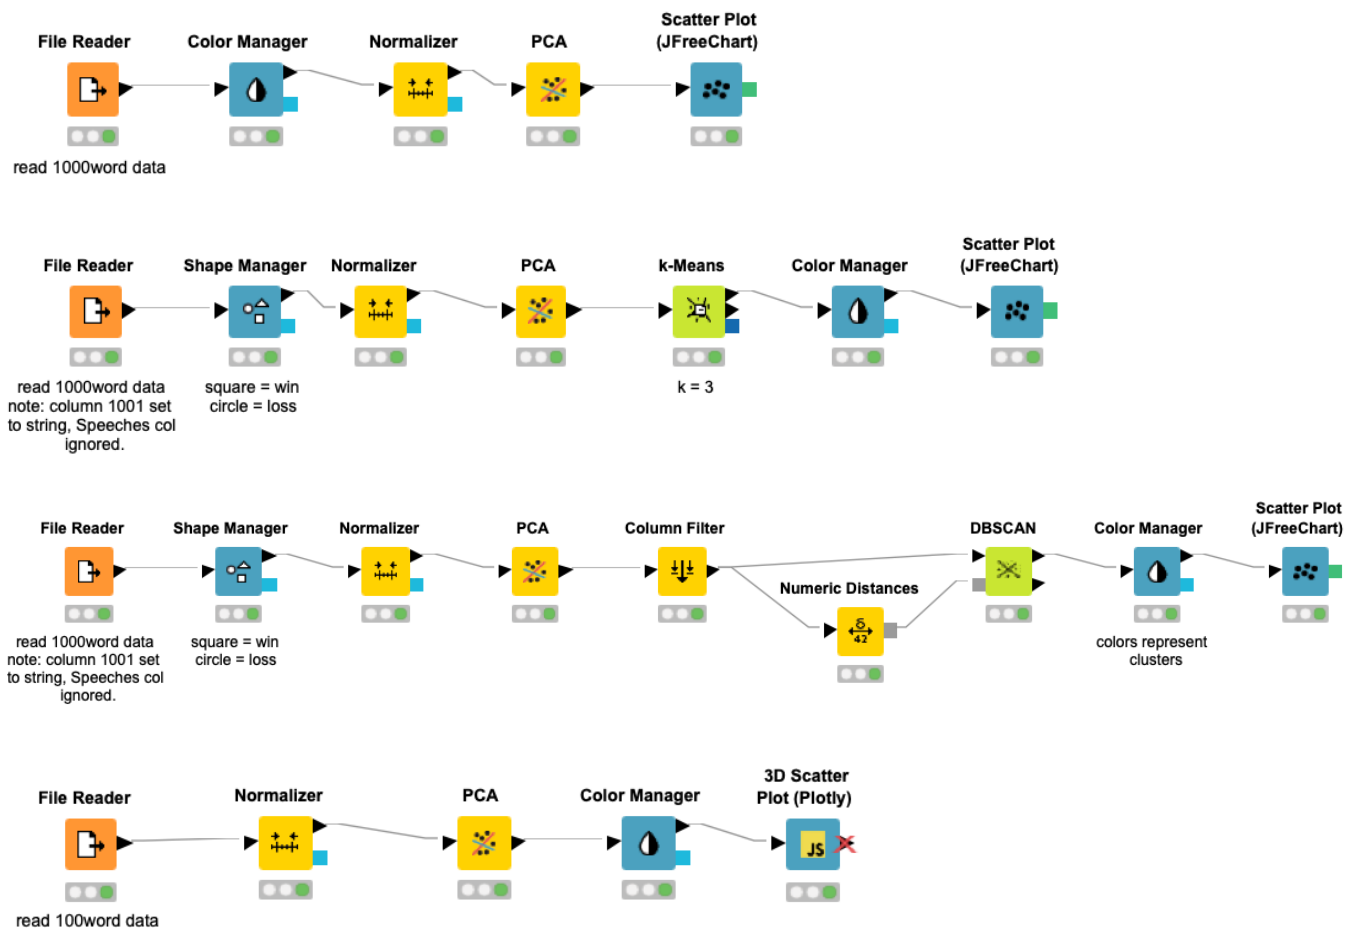 Scatter Plot
File Reader
Color Manager
Normalizer
PCA
(JFreeChart)
read 1000word data
Scatter Plot
File Reader
Shape Manager
Normalizer
PCA
k-Means
Color Manager
(JFreeChart)
read 1000word data
note: column 1001 set
to string, Speeches col
ignored.
square = win
circle = loss
k = 3
Scatter Plot
File Reader
Shape Manager
Normalizer
PCA
Column Filter
DBSCAN
Color Manager
(JFreeChart)
Numeric Distances
δ
42
read 1000word data
note: column 1001 set
to string, Speeches col
ignored.
square = win
circle = loss
colors represent
clusters
3D Scatter
File Reader
Normalizer
PCA
Color Manager
Plot (Plotly)
JS
read 100word data